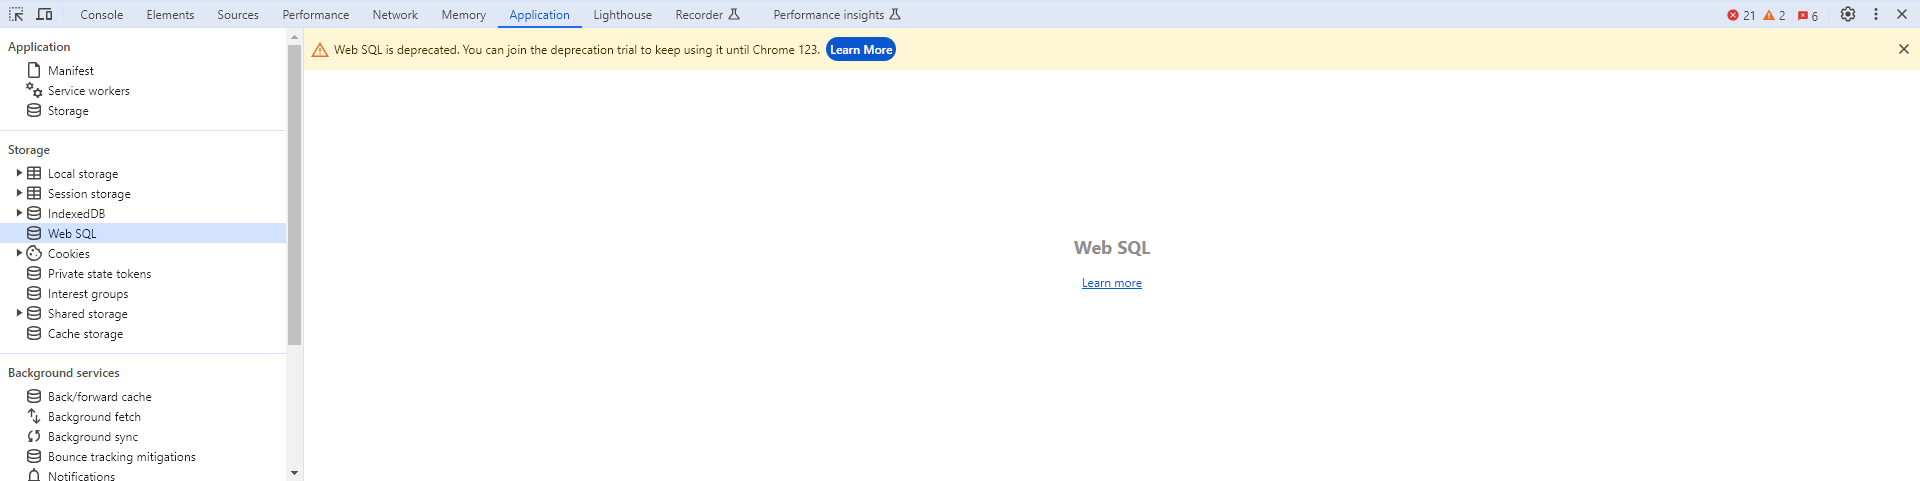 Console Elements Sources Performance Network Memory Application Lighthouse Recorder Performance insights 21 2 6
Application
Manifest
Service workers
Storage
Storage
Local storage
Session storage
IndexedDB
Web SQL
Cookies
Private state tokens
Interest groups
Shared storage
Cache storage
Background services
Back/forward cache
Background fetch
Background sync
Bounce tracking mitigations
Notifications
Web SQL is deprecated. You can join the deprecation trial to keep using it until Chrome 123. Learn More
Web SQL
Learn more